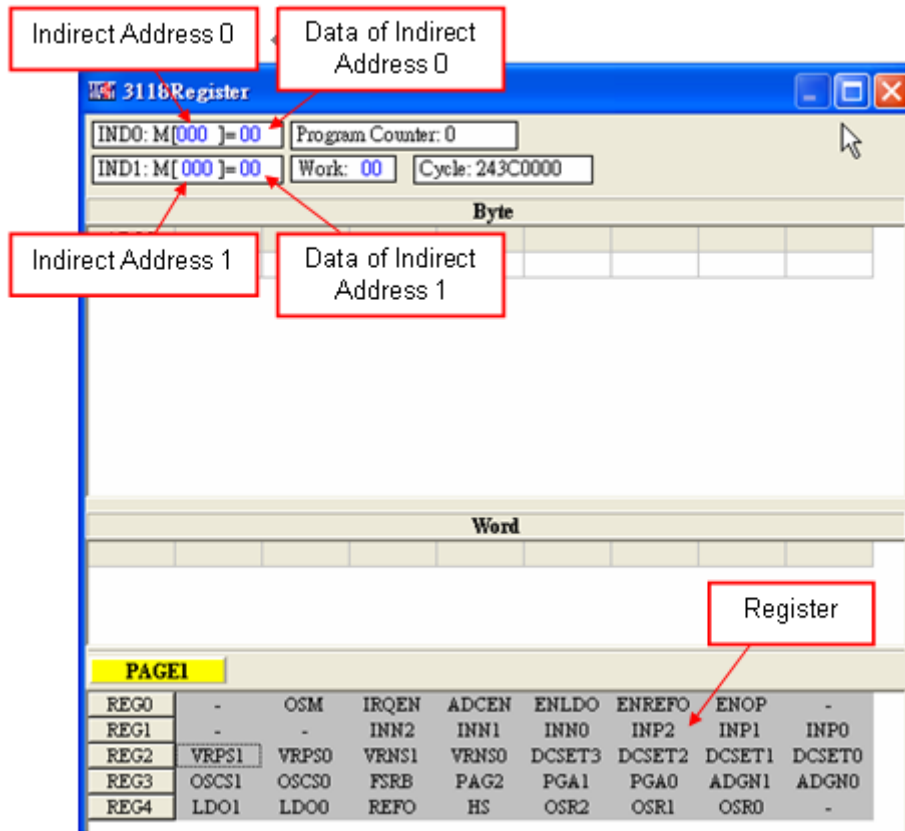 Indirect Address 0
Data of Indirect
Address 0
3118Register
IND0: M[000 ]= 00
Program Counter: 0
IND1: M[ 000 ]= 00
Work: 00
Cycle: 243C0000
Byte
Indirect Address 1
Data of Indirect
Address 1
Word
Register
PAGE1
REG0 - OSM IRQEN ADCEN ENLDO ENREFO ENOP -
REG1 - - INN2 INN1 INN0 INP2 INP1 INP0
REG2 VRPS1 VRPS0 VRNS1 VRNS0 DCSET3 DCSET2 DCSET1 DCSET0
REG3 OSCS1 OSCS0 FSRB PAG2 PGA1 PGA0 ADGN1 ADGN0
REG4 LDO1 LDO0 REFO HS OSR2 OSR1 OSR0 -